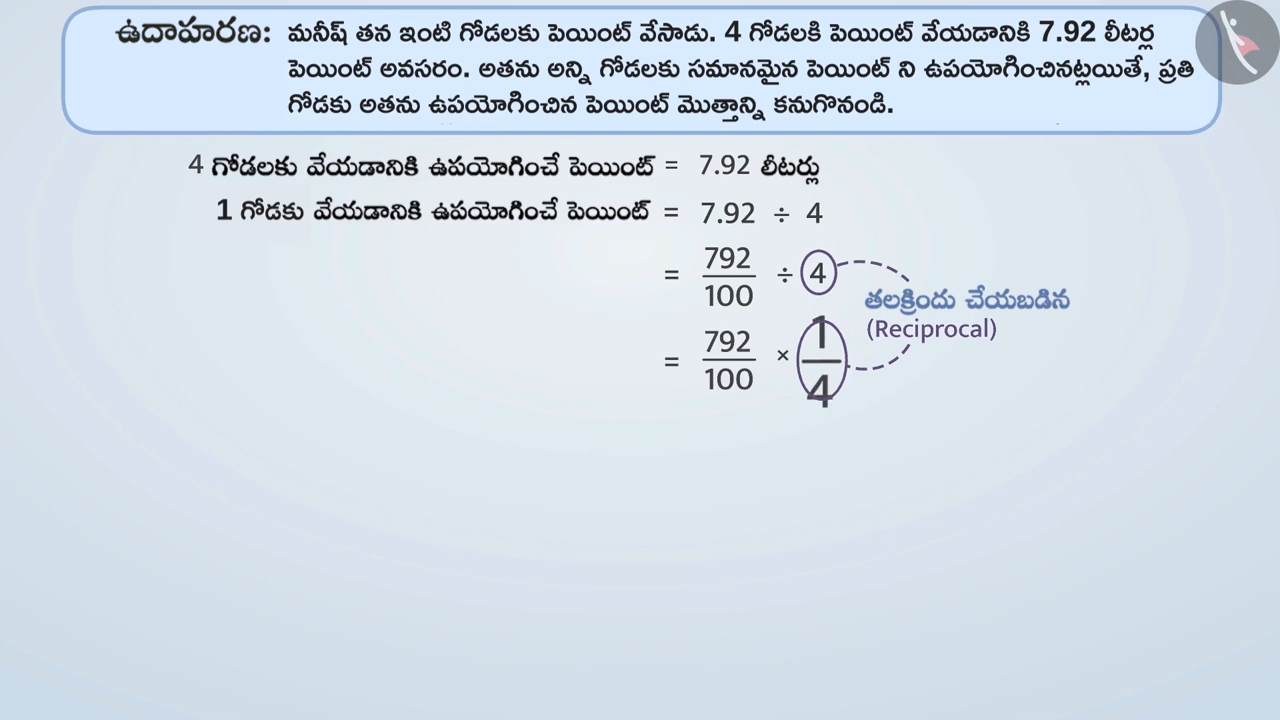 ఉదాహరణ: మనీష్ తన ఇంటి గోడలకు పెయింట్ వేసాడు. 4 గోడలకి పెయింట్ వేయడానికి 7.92 లీటర్ల
పెయింట్ అవసరం. అతను అన్ని గోడలకు సమానమైన పెయింట్ ని ఉపయోగించినట్లయితే, ప్రతి
గోడకు అతను ఉపయోగించిన పెయింట్ మొత్తాన్ని కనుగొనండి.
4 గోడలకు వేయడానికి ఉపయోగించే పెయింట్ = 7.92 లీటర్లు
1 గోడకు వేయడానికి ఉపయోగించే పెయింట్ = 7.92 ÷ 4
= 792/100 ÷ 4
తలక్రిందు చేయబడిన
(Reciprocal)
= 792/100 × 1/4